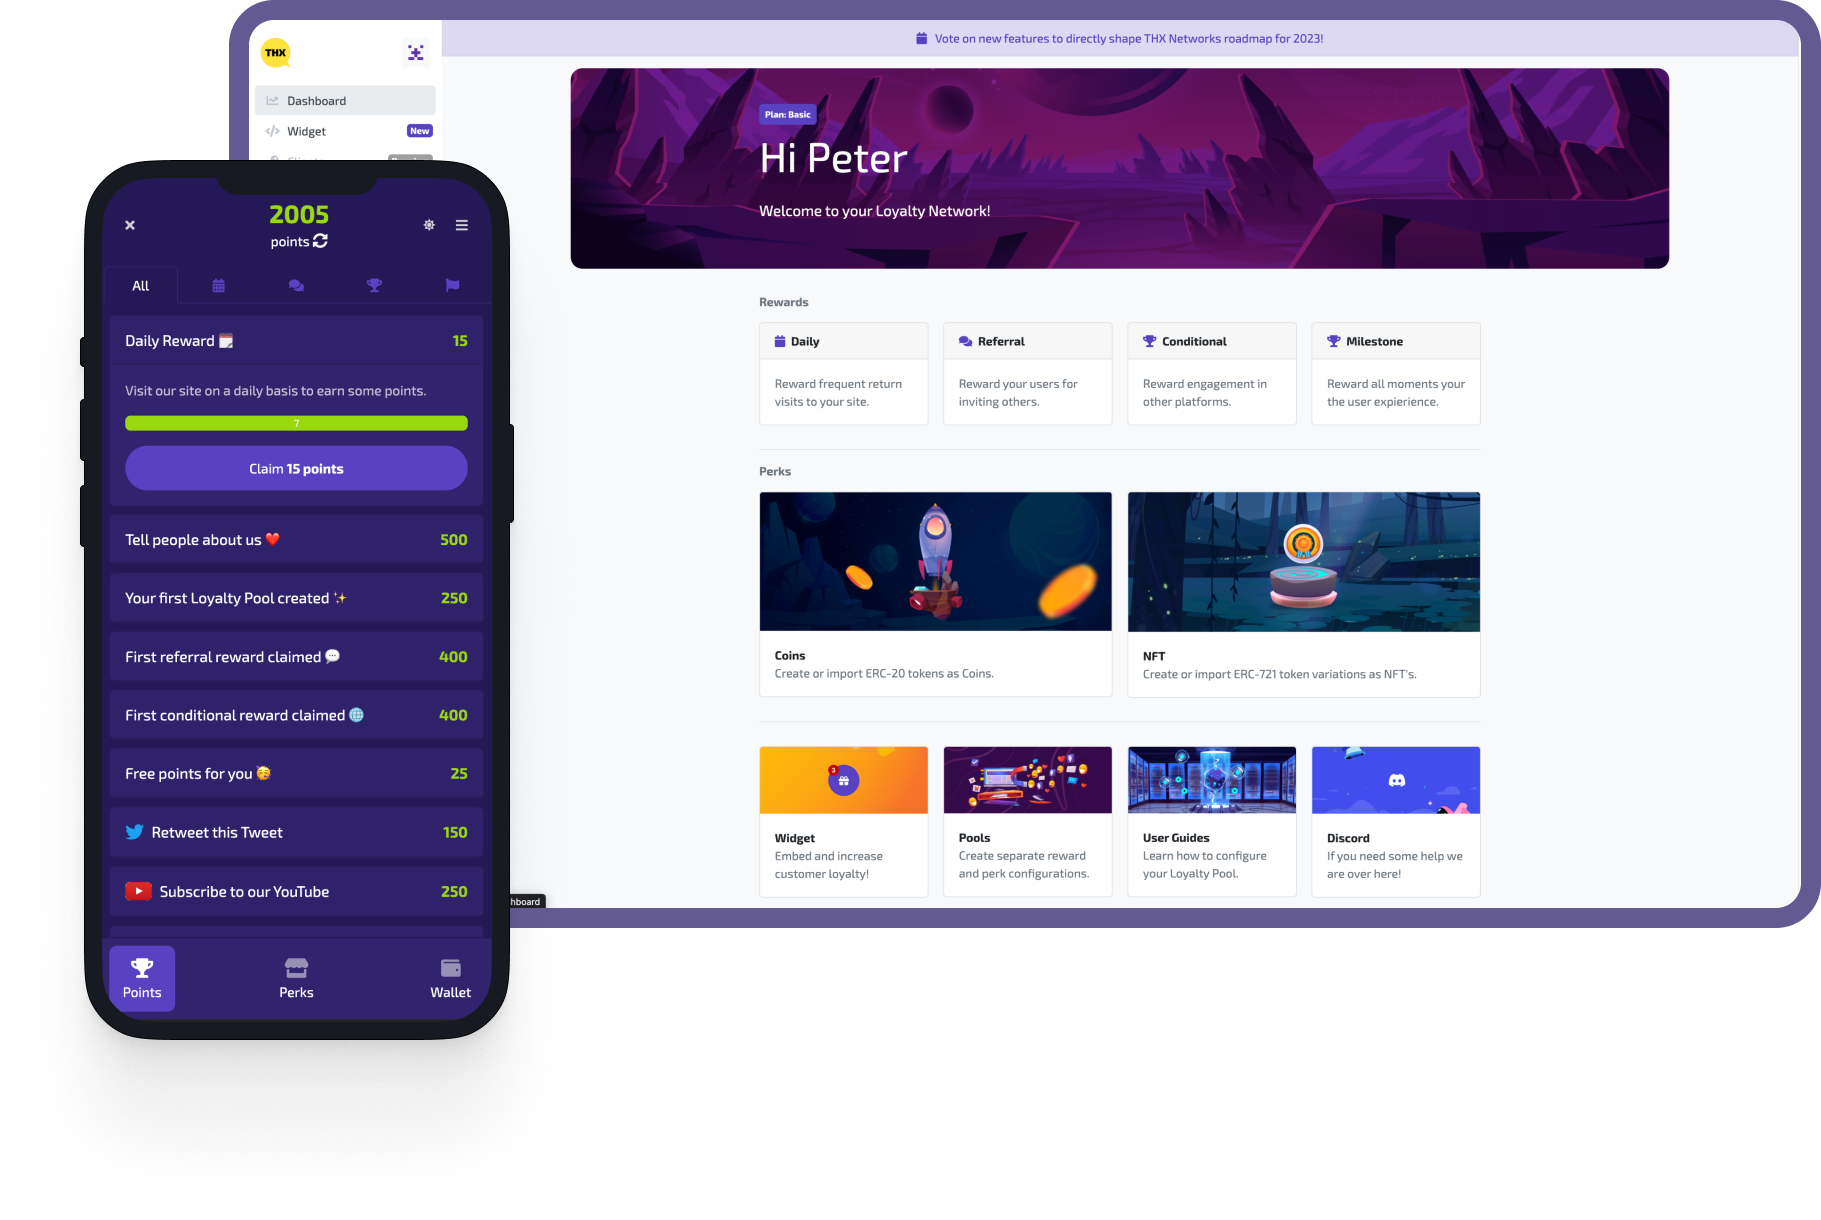 THX
Vote on new features to directly shape THX Networks roadmap for 2023!
Dashboard
Widget
New
Plan: Basic
Hi Peter
Welcome to your Loyalty Network!
Rewards
Daily
Reward frequent return
visits to your site.
Referral
Reward your users for
inviting others.
Conditional
Reward engagement in
other platforms.
Milestone
Reward all moments your
the user expierience.
Perks
Coins
Create or import ERC-20 tokens as Coins.
NFT
Create or import ERC-721 token variations as NFT's.
3
Widget
Embed and increase
customer loyalty!
Pools
Create separate reward
and perk configurations.
User Guides
Learn how to configure
your Loyalty Pool.
Discord
If you need some help we
are over here!
hboard
2005
points
All
Daily Reward 15
Visit our site on a daily basis to earn some points.
7
Claim 15 points
Tell people about us 500
Your first Loyalty Pool created 250
First referral reward claimed 400
First conditional reward claimed 400
Free points for you 25
Retweet this Tweet 150
Subscribe to our YouTube 250
Points
Perks
Wallet